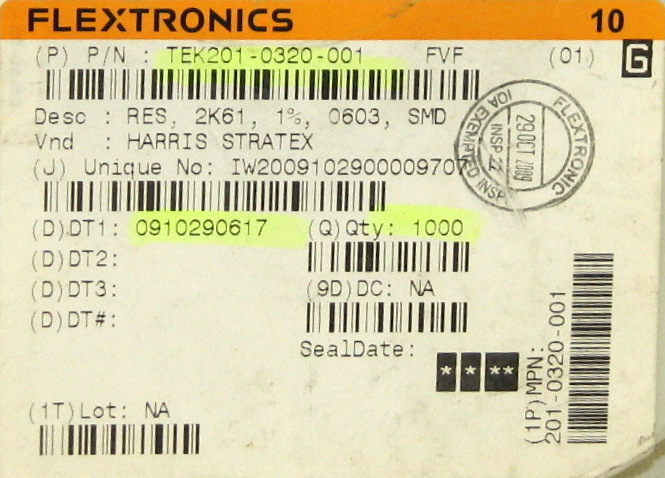 FLEXTRONICS 10
(P) P/N : TEK201-0320-001 FVF (01) G
Desc : RES, 2K61, 1%, 0603, SMD
Vnd : HARRIS STRATEX
(J) Unique No: IW20091029000009707
FLEXTRONIC
29 OCT 2009
INSP 22
IQA EXEMPTED INSP
(D)DT1: 0910290617 (Q)Qty: 1000
(D)DT2:
(D)DT3: (9D)DC: NA
(D)DT#:
SealDate:
* * **
(1P)MPN:
201-0320-001
(1T)Lot: NA